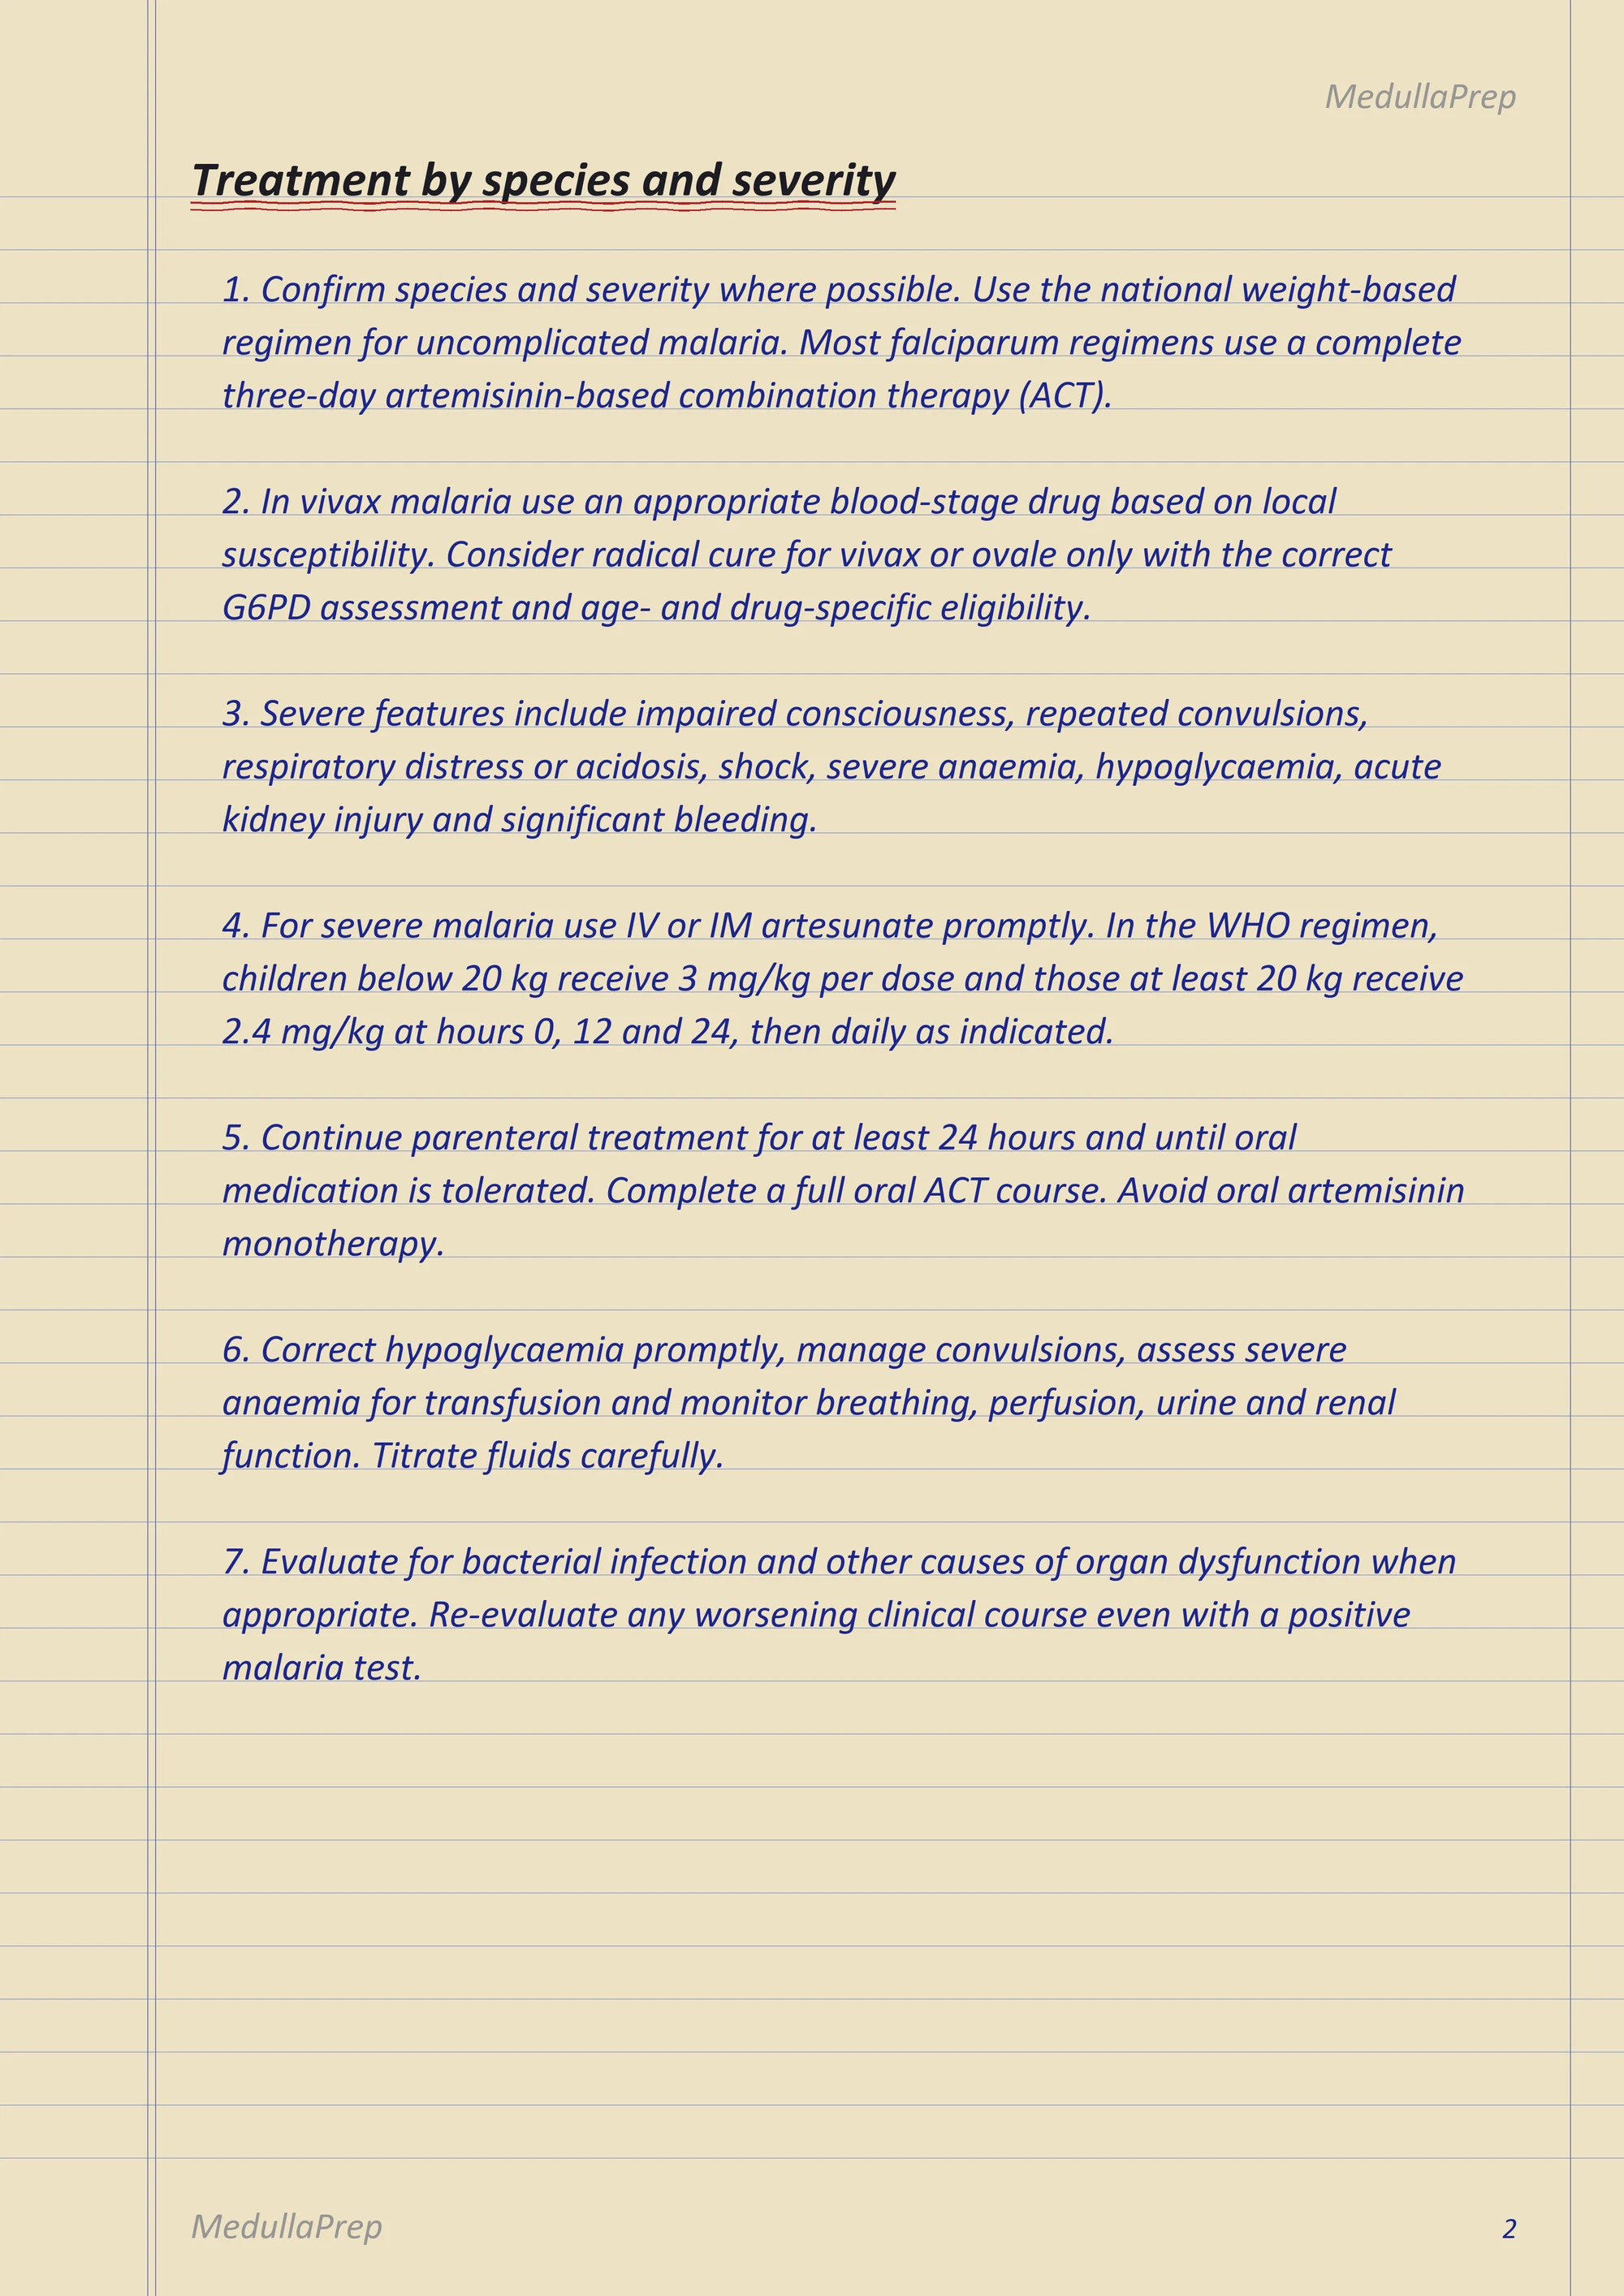 MedullaPrep
Treatment by species and severity
1. Confirm species and severity where possible. Use the national weight-based
regimen for uncomplicated malaria. Most falciparum regimens use a complete
three-day artemisinin-based combination therapy (ACT).
2. In vivax malaria use an appropriate blood-stage drug based on local
susceptibility. Consider radical cure for vivax or ovale only with the correct
G6PD assessment and age- and drug-specific eligibility.
3. Severe features include impaired consciousness, repeated convulsions,
respiratory distress or acidosis, shock, severe anaemia, hypoglycaemia, acute
kidney injury and significant bleeding.
4. For severe malaria use IV or IM artesunate promptly. In the WHO regimen,
children below 20 kg receive 3 mg/kg per dose and those at least 20 kg receive
2.4 mg/kg at hours 0, 12 and 24, then daily as indicated.
5. Continue parenteral treatment for at least 24 hours and until oral
medication is tolerated. Complete a full oral ACT course. Avoid oral artemisinin
monotherapy.
6. Correct hypoglycaemia promptly, manage convulsions, assess severe
anaemia for transfusion and monitor breathing, perfusion, urine and renal
function. Titrate fluids carefully.
7. Evaluate for bacterial infection and other causes of organ dysfunction when
appropriate. Re-evaluate any worsening clinical course even with a positive
malaria test.
MedullaPrep
2